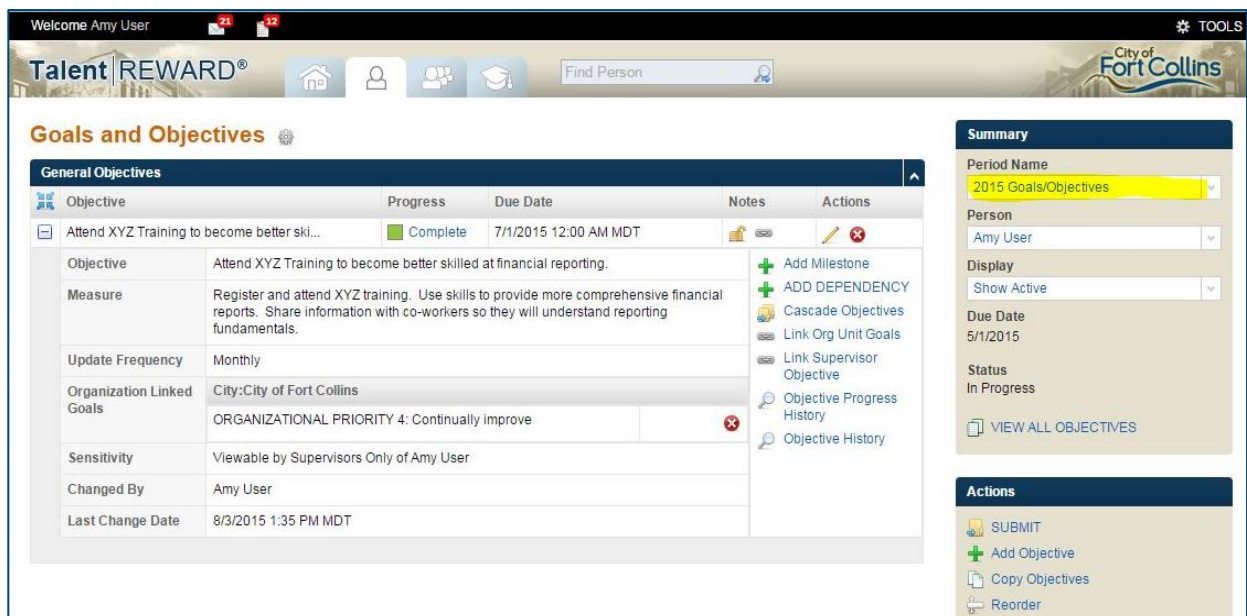 Welcome Amy User 21 12 TOOLS
Talent|REWARD® Find Person City of Fort Collins
Goals and Objectives
General Objectives
Objective Progress Due Date Notes Actions
Attend XYZ Training to become better ski... Complete 7/1/2015 12:00 AM MDT
Objective Attend XYZ Training to become better skilled at financial reporting.
Measure Register and attend XYZ training. Use skills to provide more comprehensive financial
reports. Share information with co-workers so they will understand reporting
fundamentals.
Update Frequency Monthly
Organization Linked
Goals
City:City of Fort Collins
ORGANIZATIONAL PRIORITY 4: Continually improve
Sensitivity Viewable by Supervisors Only of Amy User
Changed By Amy User
Last Change Date 8/3/2015 1:35 PM MDT
Add Milestone
ADD DEPENDENCY
Cascade Objectives
Link Org Unit Goals
Link Supervisor
Objective
Objective Progress
History
Objective History
Summary
Period Name
2015 Goals/Objectives
Person
Amy User
Display
Show Active
Due Date
5/1/2015
Status
In Progress
VIEW ALL OBJECTIVES
Actions
SUBMIT
Add Objective
Copy Objectives
Reorder